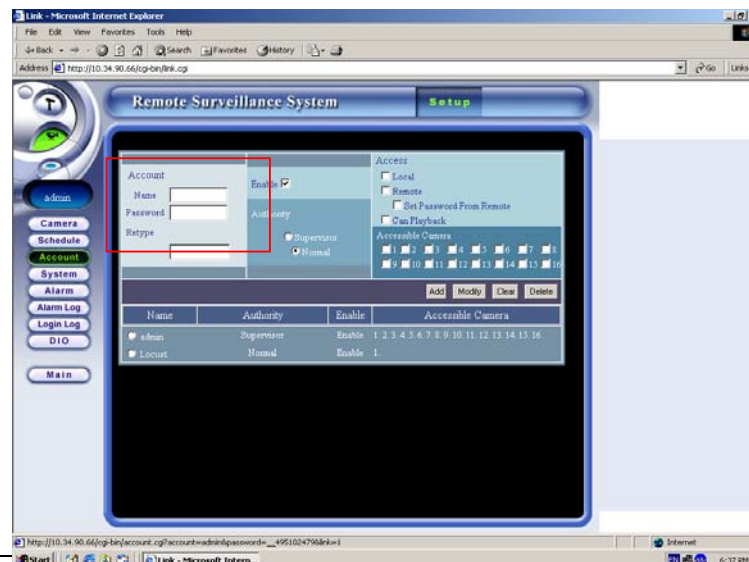 Link - Microsoft Internet Explorer
File Edit View Favorites Tools Help
Back Search Favorites History
Address http://10.34.90.66/cgi-bin/link.cgi Go Links
Remote Surveillance System Setup
admin
Camera
Schedule
Account
System
Alarm
Alarm Log
Login Log
DIO
Main
Account
Name
Password
Retype
Enable
Authority
Supervisor
Normal
Access
Local
Remote
Set Password From Remote
Can Playback
Accessible Camera
1 2 3 4 5 6 7 8
9 10 11 12 13 14 15 16
Add Modify Clear Delete
Name Authority Enable Accessible Camera
admin Supervisor Enable 1. 2. 3. 4. 5. 6. 7. 8. 9. 10. 11. 12. 13. 14. 15. 16.
Locust Normal Enable 1.
Internet
Start Link - Microsoft Intern... 6:37 PM